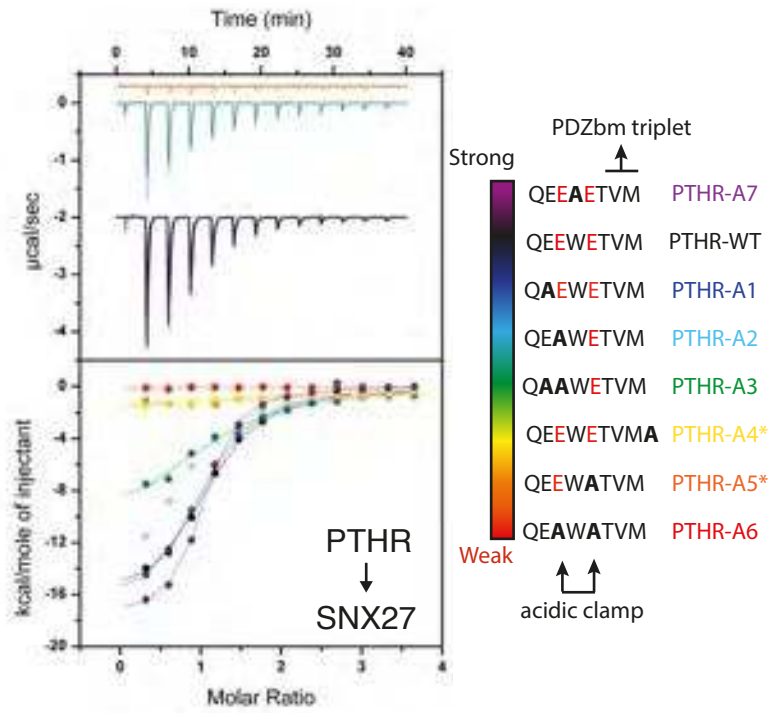 Time (min)
0 10 20 30 40
0
-1
-2
-3
-4
µcal/sec
0
-4
-8
-12
-16
-20
kcal/mole of injectant
PTHR
SNX27
0 1 2 3 4
Molar Ratio
PDZbm triplet
Strong
QEEAETVM PTHR-A7
QEEWETVM PTHR-WT
QAEWETVM PTHR-A1
QEAWETVM PTHR-A2
QAAWETVM PTHR-A3
QEEWETVMA PTHR-A4*
QEEWATVM PTHR-A5*
QEAWATVM PTHR-A6
Weak
acidic clamp